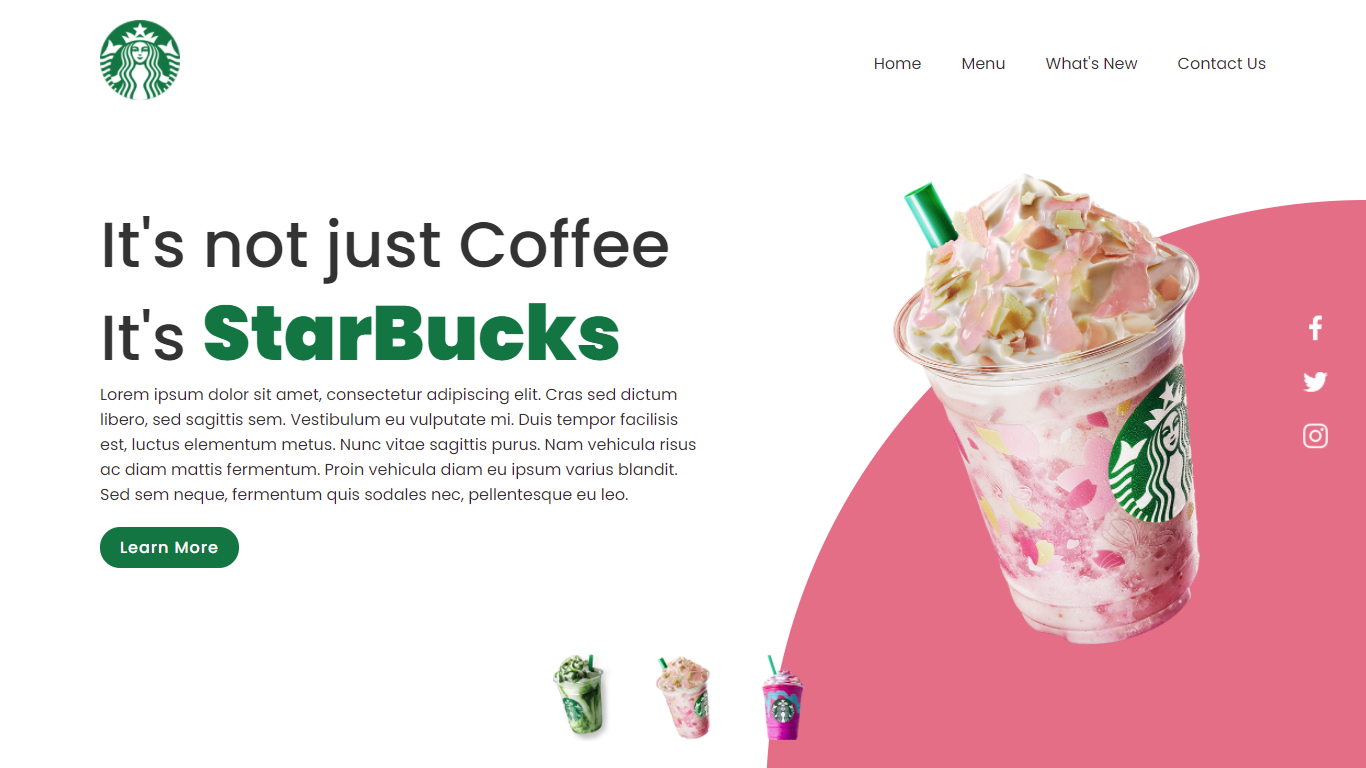 Home
Menu
What's New
Contact Us
It's not just Coffee
It's StarBucks
Lorem ipsum dolor sit amet, consectetur adipiscing elit. Cras sed dictum
libero, sed sagittis sem. Vestibulum eu vulputate mi. Duis tempor facilisis
est, luctus elementum metus. Nunc vitae sagittis purus. Nam vehicula risus
ac diam mattis fermentum. Proin vehicula diam eu ipsum varius blandit.
Sed sem neque, fermentum quis sodales nec, pellentesque eu leo.
Learn More